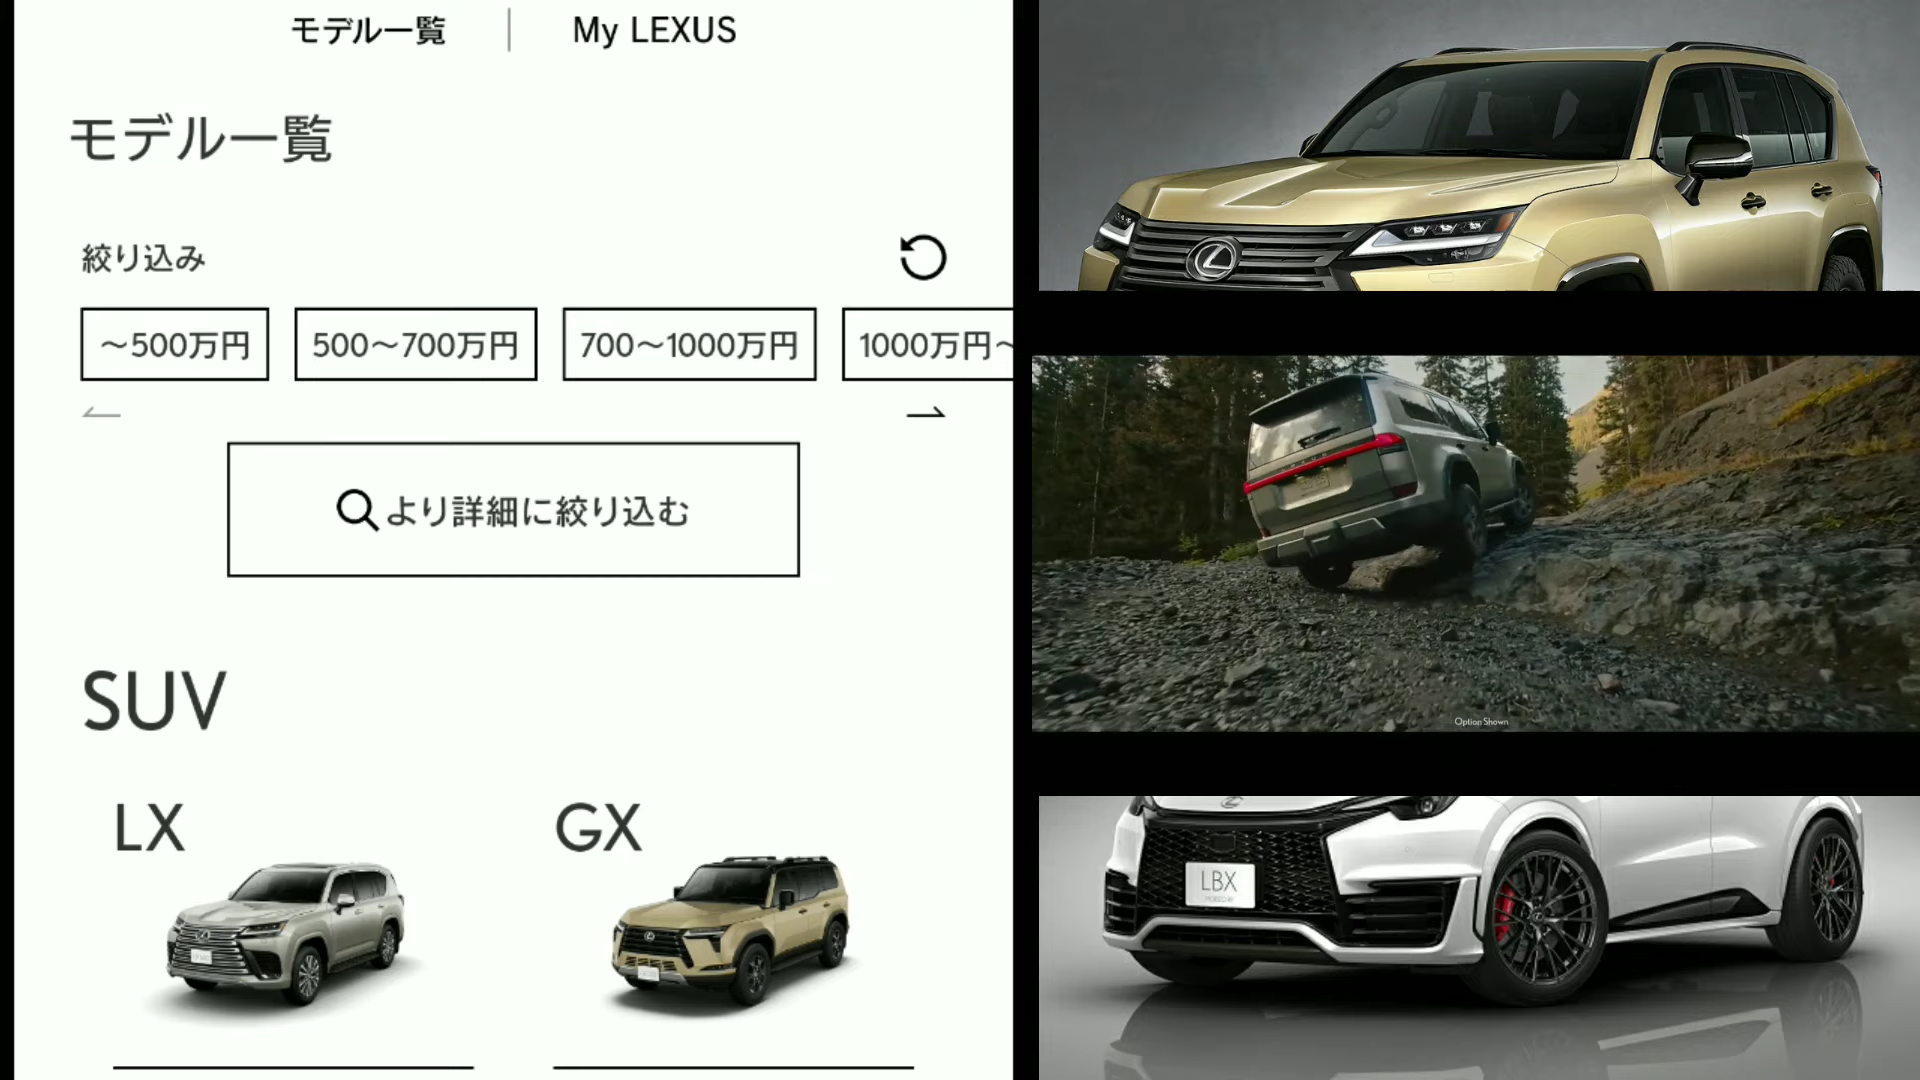 モデル一覧
My LEXUS
モデル一覧
絞り込み
～500万円
500～700万円
700～1000万円
1000万円～
より詳細に絞り込む
SUV
LX
GX
Option Shown
LBX